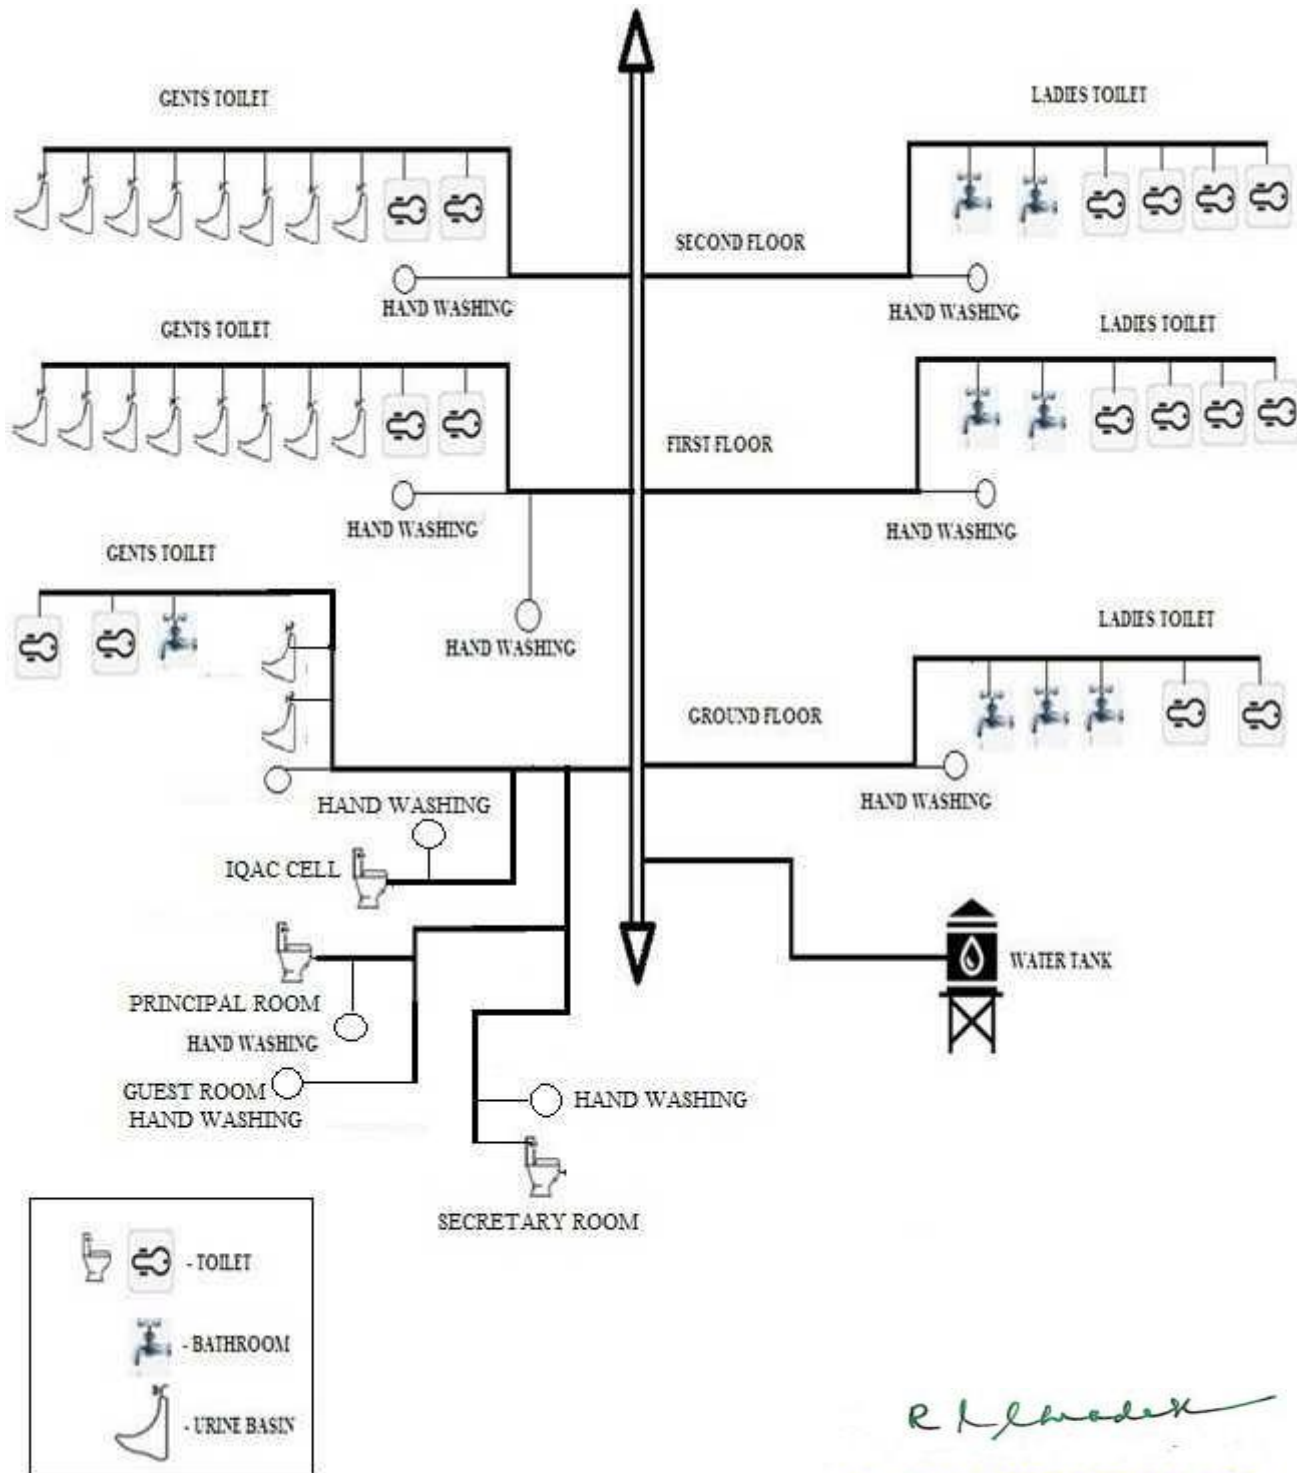 GENTS TOILET
LADIES TOILET
SECOND FLOOR
HAND WASHING
HAND WASHING
GENTS TOILET
LADIES TOILET
FIRST FLOOR
HAND WASHING
HAND WASHING
GENTS TOILET
HAND WASHING
LADIES TOILET
GROUND FLOOR
HAND WASHING
HAND WASHING
IQAC CELL
WATER TANK
PRINCIPAL ROOM
HAND WASHING
GUEST ROOM
HAND WASHING
HAND WASHING
SECRETARY ROOM
- TOILET
- BATHROOM
- URINE BASIN